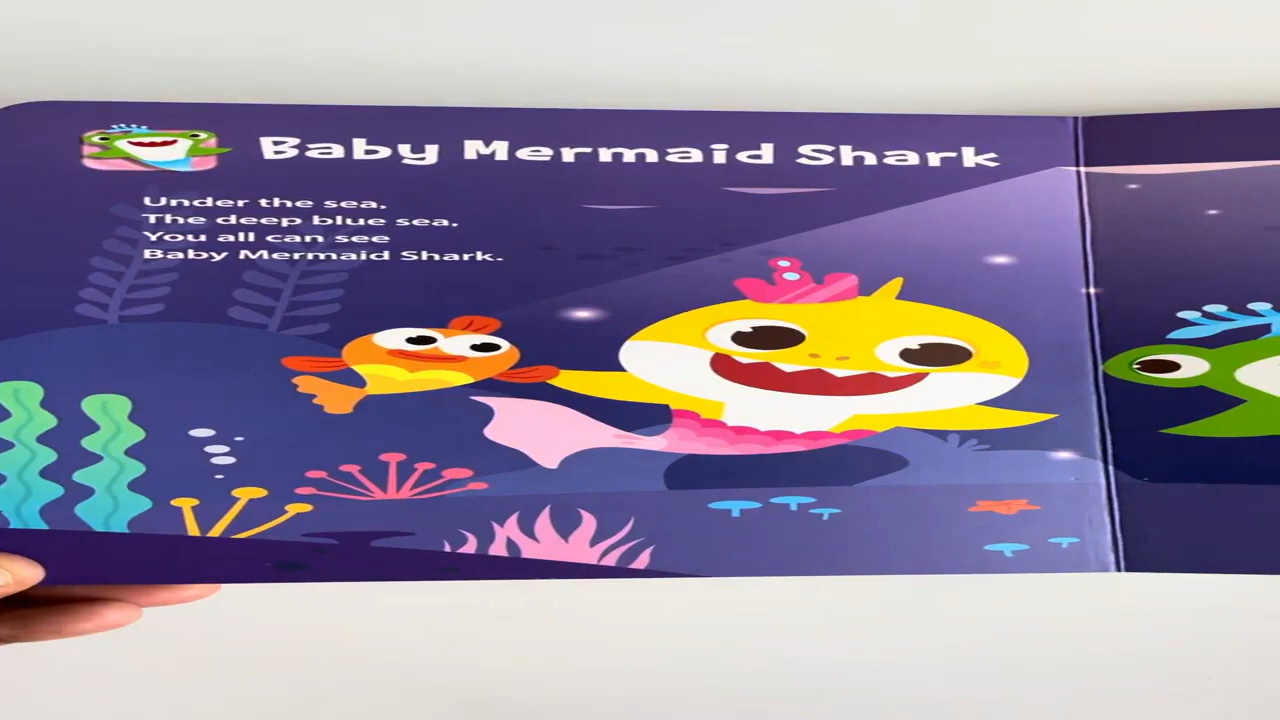 Baby Mermaid Shark
Under the sea,
The deep blue sea,
You all can see
Baby Mermaid Shark.